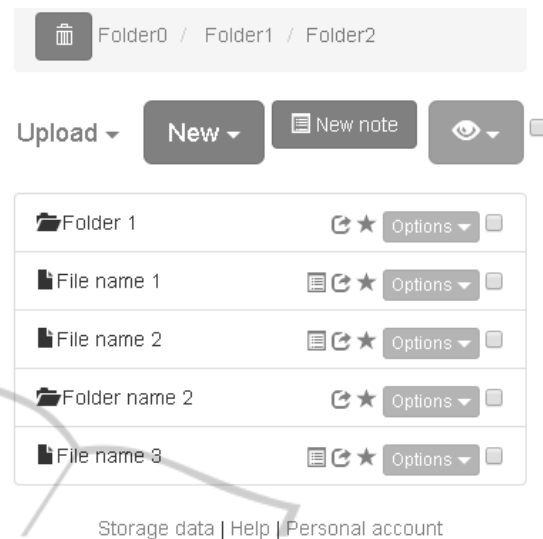 Folder0 / Folder1 / Folder2
Upload New New note
Folder 1 Options
File name 1 Options
File name 2 Options
Folder name 2 Options
File name 3 Options
Storage data | Help | Personal account